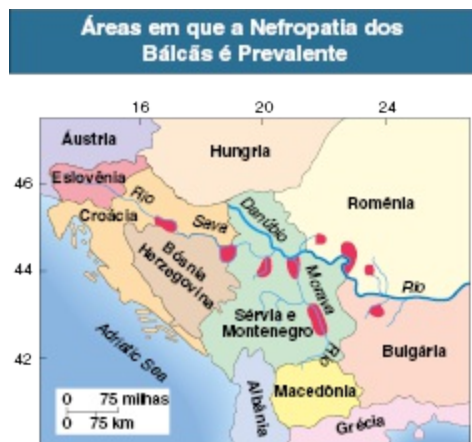 Áreas em que a Nefropatia dos
Bálcãs é Prevalente
16
20
24
46
44
42
Áustria
Hungria
Eslovênia
Romênia
Croácia
Rio
Sava
Danúbio
Bósnia
Herzegovina
Morava
Rio
Sérvia e
Montenegro
Rio
Bulgária
Adriatic Sea
Albânia
Macedônia
Grécia
0 75 milhas
0 75 km